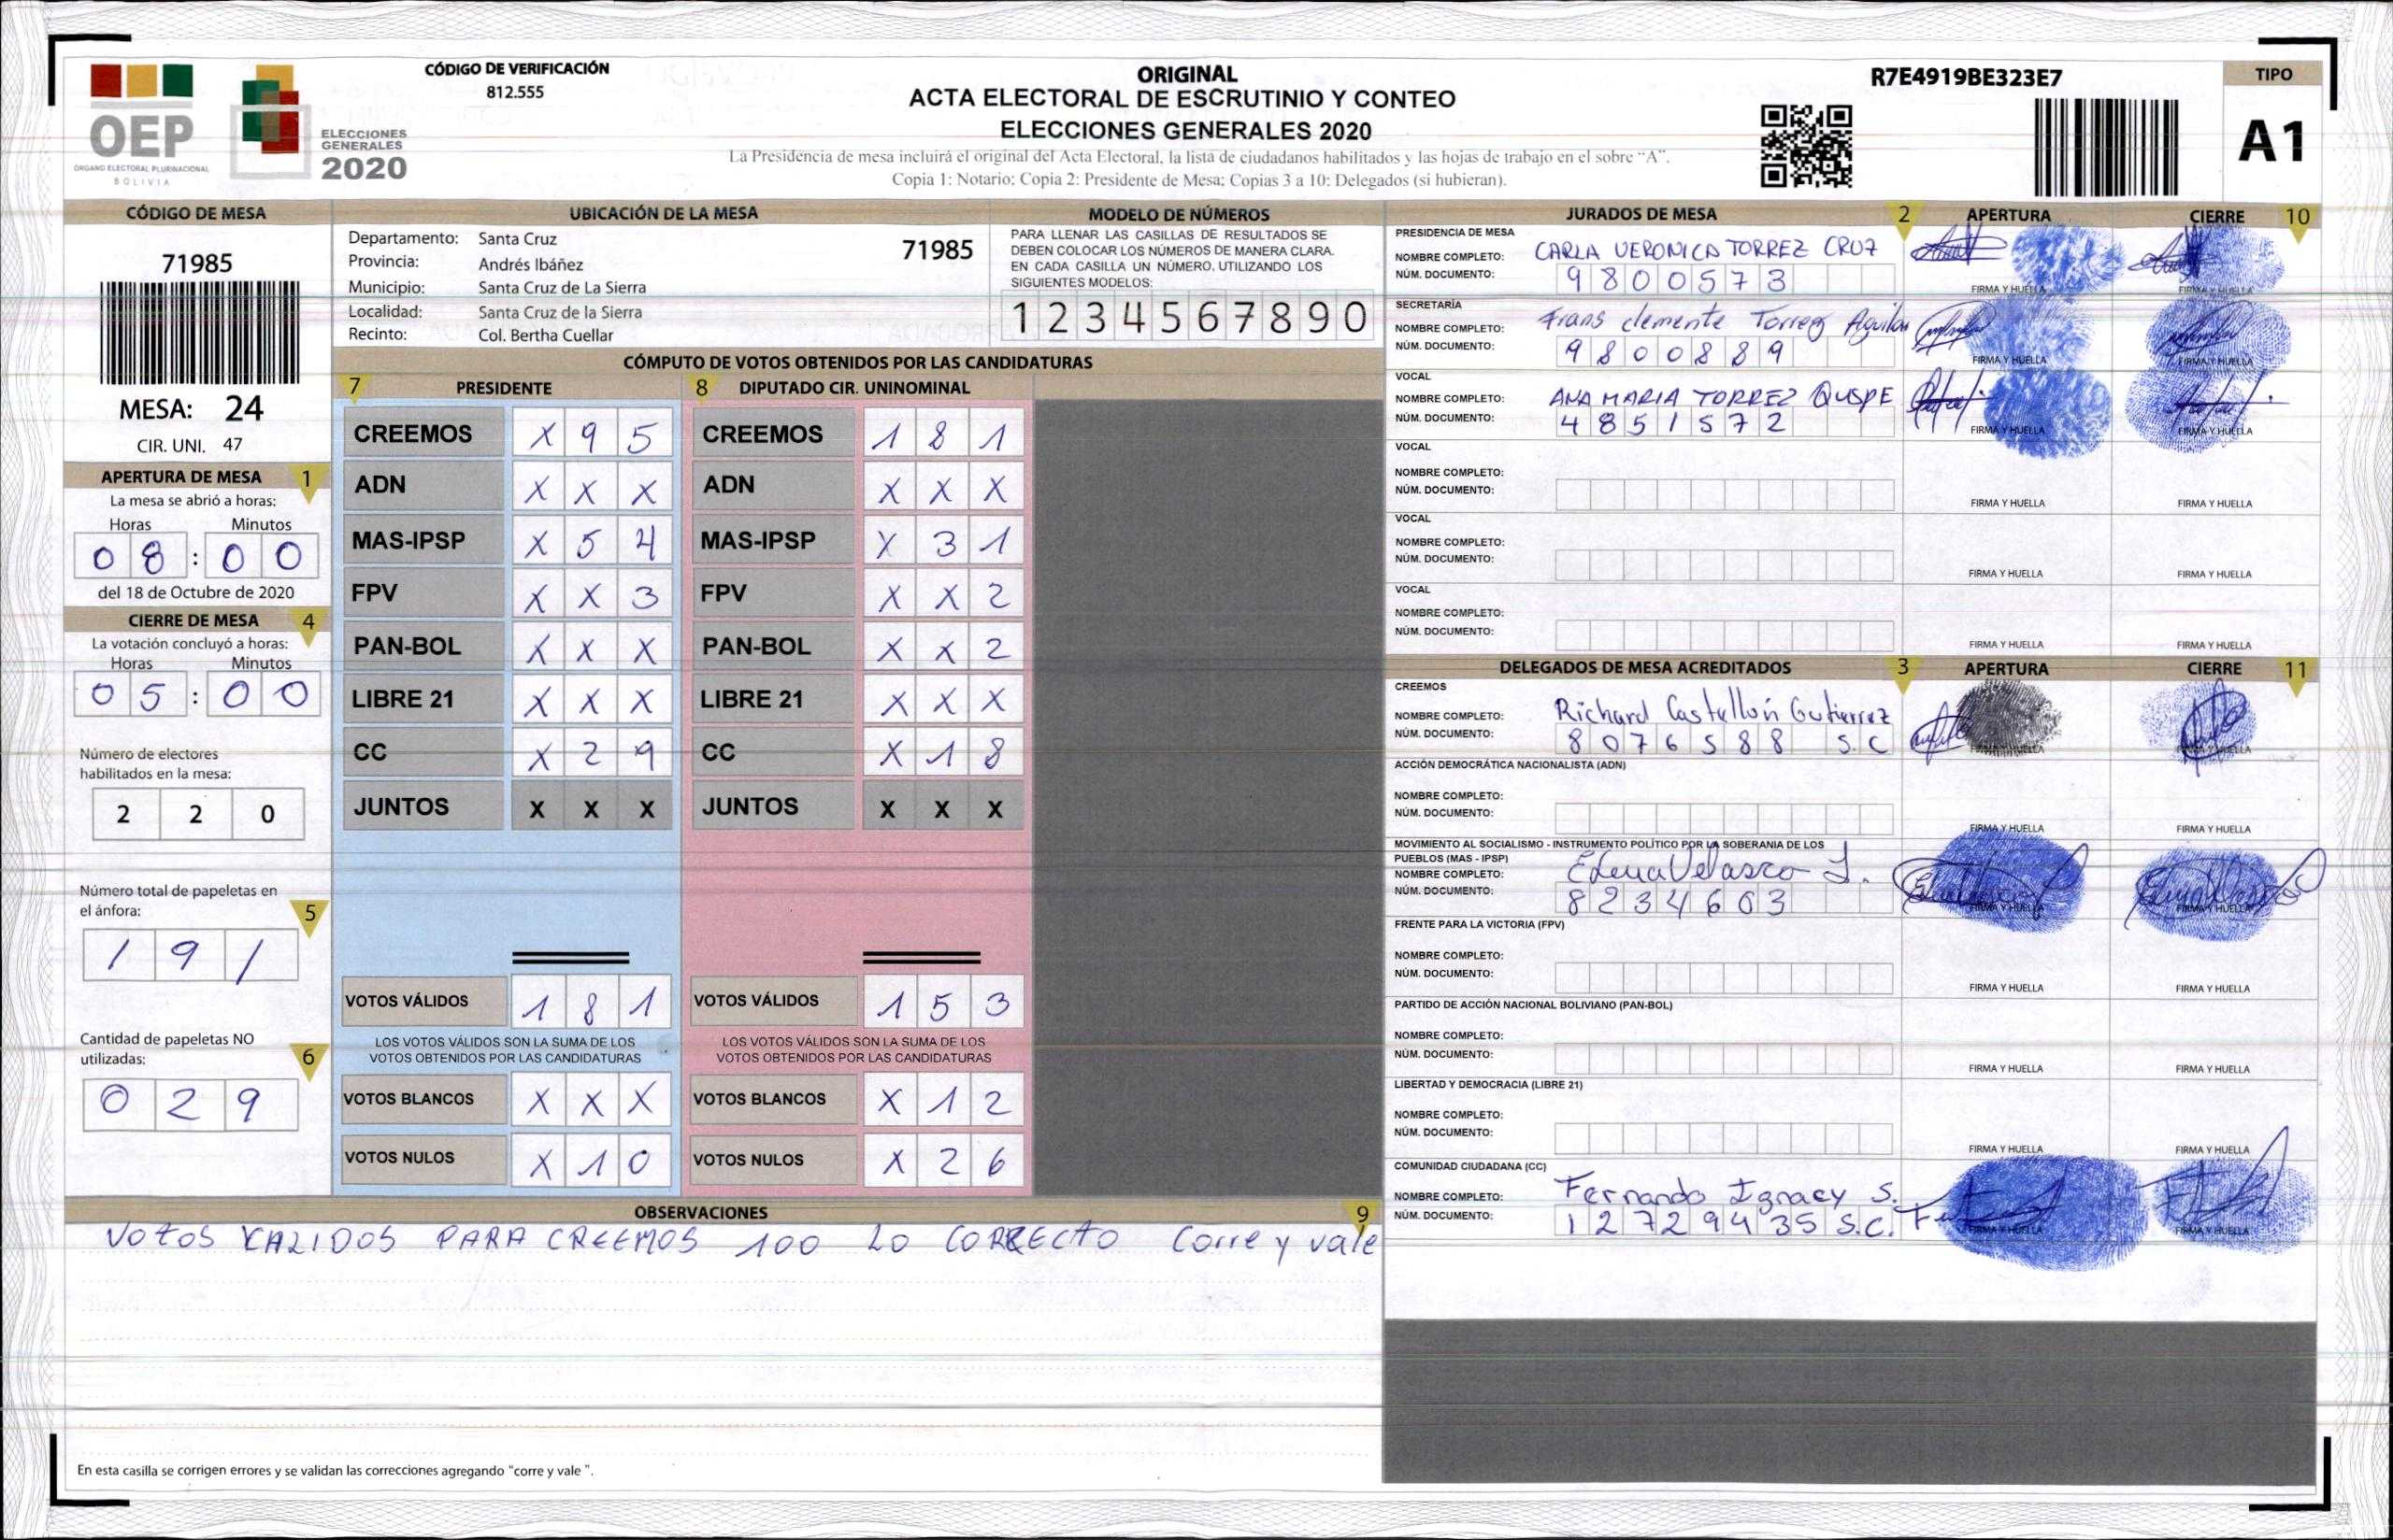 CÓDIGO DE VERIFICACIÓN
812.555
OEP
ÓRGANO ELECTORAL PLURINACIONAL
BOLIVIA
ELECCIONES
GENERALES
2020
ORIGINAL
ACTA ELECTORAL DE ESCRUTINIO Y CONTEO
ELECCIONES GENERALES 2020
La Presidencia de mesa incluirá el original del Acta Electoral, la lista de ciudadanos habilitados y las hojas de trabajo en el sobre "A".
Copia 1: Notario; Copia 2: Presidente de Mesa; Copias 3 a 10: Delegados (si hubieran).
R7E4919BE323E7
TIPO
A1
CÓDIGO DE MESA
71985
MESA: 24
CIR. UNI. 47
APERTURA DE MESA 1
La mesa se abrió a horas:
Horas Minutos
08 : 00
del 18 de Octubre de 2020
CIERRE DE MESA 4
La votación concluyó a horas:
Horas Minutos
05 : 00
Número de electores
habilitados en la mesa:
2 2 0
Número total de papeletas en
el ánfora: 5
1 9 1
Cantidad de papeletas NO
utilizadas: 6
0 2 9
UBICACIÓN DE LA MESA
Departamento: Santa Cruz 71985
Provincia: Andrés Ibáñez
Municipio: Santa Cruz de La Sierra
Localidad: Santa Cruz de la Sierra
Recinto: Col. Bertha Cuellar
MODELO DE NÚMEROS
PARA LLENAR LAS CASILLAS DE RESULTADOS SE
DEBEN COLOCAR LOS NÚMEROS DE MANERA CLARA.
EN CADA CASILLA UN NÚMERO, UTILIZANDO LOS
SIGUIENTES MODELOS:
1 2 3 4 5 6 7 8 9 0
CÓMPUTO DE VOTOS OBTENIDOS POR LAS CANDIDATURAS
7 PRESIDENTE 8 DIPUTADO CIR. UNINOMINAL
CREEMOS X 9 5 CREEMOS 1 8 1
ADN X X X ADN X X X
MAS-IPSP X 5 4 MAS-IPSP X 3 1
FPV X X 3 FPV X X 2
PAN-BOL X X X PAN-BOL X X 2
LIBRE 21 X X X LIBRE 21 X X X
CC X 2 9 CC X 1 8
JUNTOS X X X JUNTOS X X X
VOTOS VÁLIDOS 1 8 1 VOTOS VÁLIDOS 1 5 3
LOS VOTOS VÁLIDOS SON LA SUMA DE LOS LOS VOTOS VÁLIDOS SON LA SUMA DE LOS
VOTOS OBTENIDOS POR LAS CANDIDATURAS VOTOS OBTENIDOS POR LAS CANDIDATURAS
VOTOS BLANCOS X X X VOTOS BLANCOS X 1 2
VOTOS NULOS X 1 0 VOTOS NULOS X 2 6
OBSERVACIONES 9
VOTOS VALIDOS PARA CREEMOS 100 LO CORRECTO Corre y vale
En esta casilla se corrigen errores y se validan las correcciones agregando "corre y vale ".
JURADOS DE MESA 2 APERTURA CIERRE 10
PRESIDENCIA DE MESA
NOMBRE COMPLETO: CARLA VERONICA TORREZ CRUZ
NÚM. DOCUMENTO: 9800573
FIRMA Y HUELLA FIRMA Y HUELLA
SECRETARÍA
NOMBRE COMPLETO: Frans clemente Torrez Aguilar
NÚM. DOCUMENTO: 9800889
FIRMA Y HUELLA FIRMA Y HUELLA
VOCAL
NOMBRE COMPLETO: ANA MARIA TORREZ QUSPE
NÚM. DOCUMENTO: 4851572
FIRMA Y HUELLA FIRMA Y HUELLA
VOCAL
NOMBRE COMPLETO:
NÚM. DOCUMENTO:
FIRMA Y HUELLA FIRMA Y HUELLA
VOCAL
NOMBRE COMPLETO:
NÚM. DOCUMENTO:
FIRMA Y HUELLA FIRMA Y HUELLA
VOCAL
NOMBRE COMPLETO:
NÚM. DOCUMENTO:
FIRMA Y HUELLA FIRMA Y HUELLA
DELEGADOS DE MESA ACREDITADOS 3 APERTURA CIERRE 11
CREEMOS
NOMBRE COMPLETO: Richard Castellón Gutierrez
NÚM. DOCUMENTO: 8076588 S.C
FIRMA Y HUELLA FIRMA Y HUELLA
ACCIÓN DEMOCRÁTICA NACIONALISTA (ADN)
NOMBRE COMPLETO:
NÚM. DOCUMENTO:
FIRMA Y HUELLA FIRMA Y HUELLA
MOVIMIENTO AL SOCIALISMO - INSTRUMENTO POLÍTICO POR LA SOBERANIA DE LOS
PUEBLOS (MAS - IPSP)
NOMBRE COMPLETO: Elena Velasco J.
NÚM. DOCUMENTO: 8234603
FIRMA Y HUELLA FIRMA Y HUELLA
FRENTE PARA LA VICTORIA (FPV)
NOMBRE COMPLETO:
NÚM. DOCUMENTO:
FIRMA Y HUELLA FIRMA Y HUELLA
PARTIDO DE ACCIÓN NACIONAL BOLIVIANO (PAN-BOL)
NOMBRE COMPLETO:
NÚM. DOCUMENTO:
FIRMA Y HUELLA FIRMA Y HUELLA
LIBERTAD Y DEMOCRACIA (LIBRE 21)
NOMBRE COMPLETO:
NÚM. DOCUMENTO:
FIRMA Y HUELLA FIRMA Y HUELLA
COMUNIDAD CIUDADANA (CC)
NOMBRE COMPLETO: Fernando Ignacy S.
NÚM. DOCUMENTO: 12729435 S.C.
FIRMA Y HUELLA FIRMA Y HUELLA